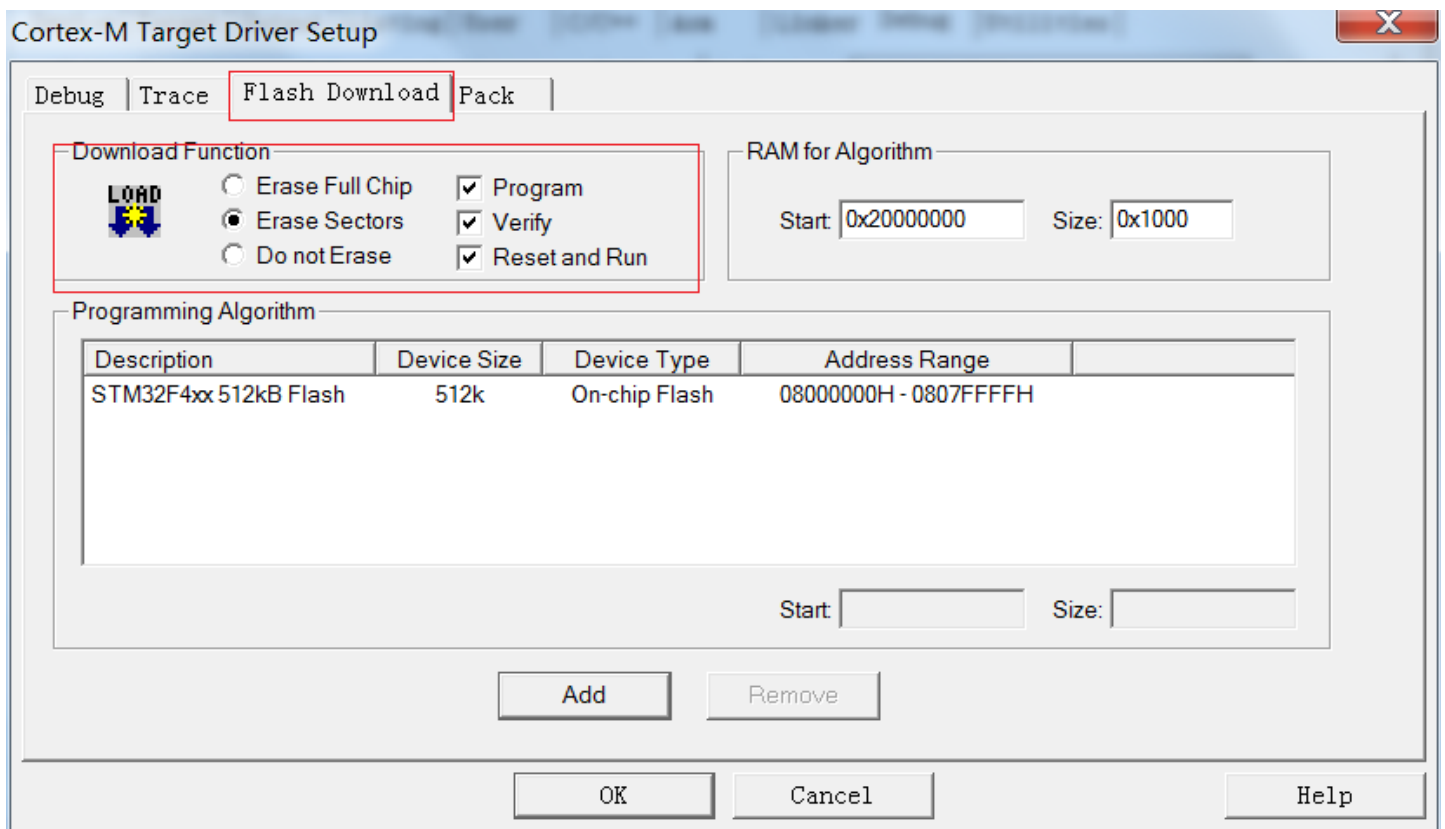 Cortex-M Target Driver Setup
Debug Trace Flash Download Pack
Download Function
LOAD
Erase Full Chip
Erase Sectors
Do not Erase
Program
Verify
Reset and Run
RAM for Algorithm
Start: 0x20000000 Size: 0x1000
Programming Algorithm
Description Device Size Device Type Address Range
STM32F4xx 512kB Flash 512k On-chip Flash 08000000H - 0807FFFFH
Start: Size:
Add Remove
OK Cancel Help